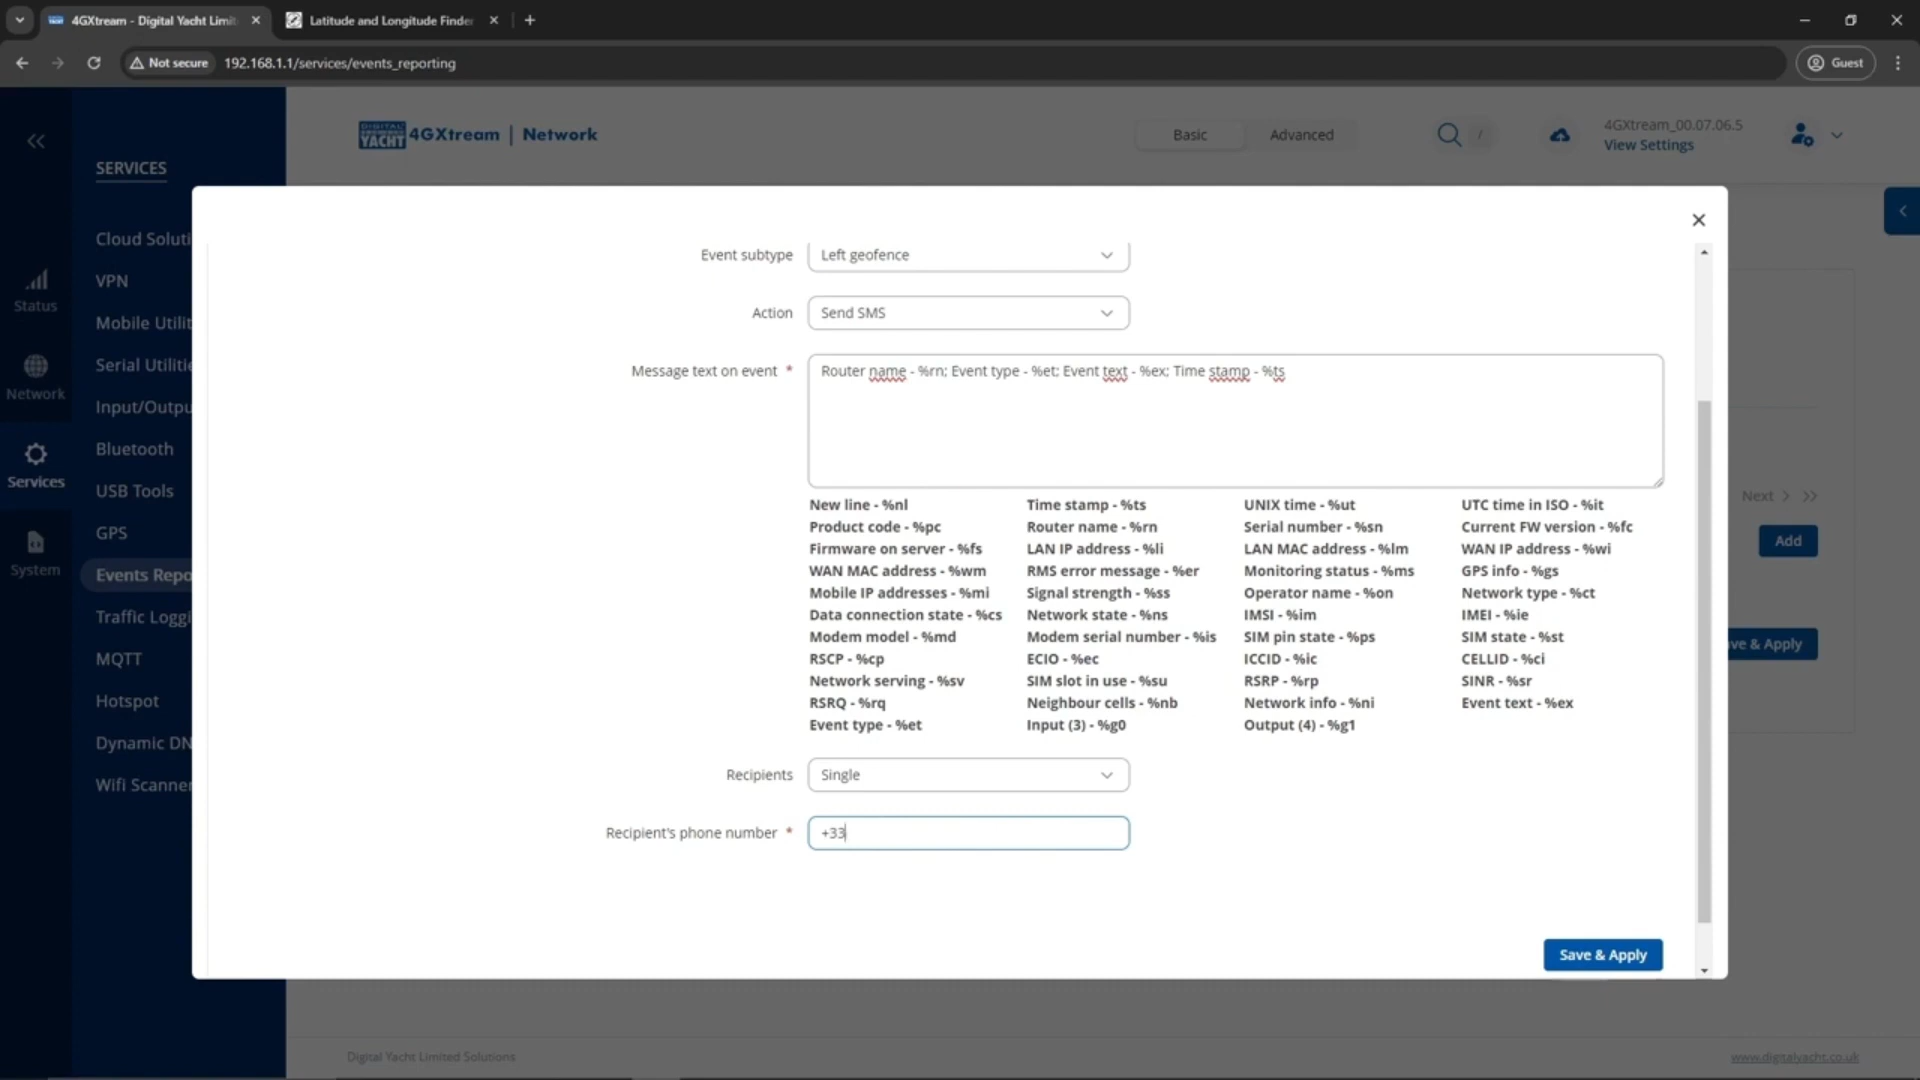 4GXtream - Digital Yacht Limit
Latitude and Longitude Finder
Not secure
192.168.1.1/services/events_reporting
Guest
SERVICES
DIGITAL YACHT 4GXtream | Network
Basic
Advanced
/
4GXtream_00.07.06.5
View Settings
Status
Network
Services
System
Cloud Soluti
VPN
Mobile Utilit
Serial Utilitie
Input/Outpu
Bluetooth
USB Tools
GPS
Events Repo
Traffic Loggi
MQTT
Hotspot
Dynamic DN
Wifi Scanner
Event subtype
Left geofence
Action
Send SMS
Message text on event *
Router name - %rn; Event type - %et; Event text - %ex; Time stamp - %ts
New line - %nl Time stamp - %ts UNIX time - %ut UTC time in ISO - %it
Product code - %pc Router name - %rn Serial number - %sn Current FW version - %fc
Firmware on server - %fs LAN IP address - %li LAN MAC address - %lm WAN IP address - %wi
WAN MAC address - %wm RMS error message - %er Monitoring status - %ms GPS info - %gs
Mobile IP addresses - %mi Signal strength - %ss Operator name - %on Network type - %ct
Data connection state - %cs Network state - %ns IMSI - %im IMEI - %ie
Modem model - %md Modem serial number - %is SIM pin state - %ps SIM state - %st
RSCP - %cp ECIO - %ec ICCID - %ic CELLID - %ci
Network serving - %sv SIM slot in use - %su RSRP - %rp SINR - %sr
RSRQ - %rq Neighbour cells - %nb Network info - %ni Event text - %ex
Event type - %et Input (3) - %g0 Output (4) - %g1
Recipients
Single
Recipient's phone number *
+33
Save & Apply
Next
Add
ve & Apply
Digital Yacht Limited Solutions
www.digitalyacht.co.uk